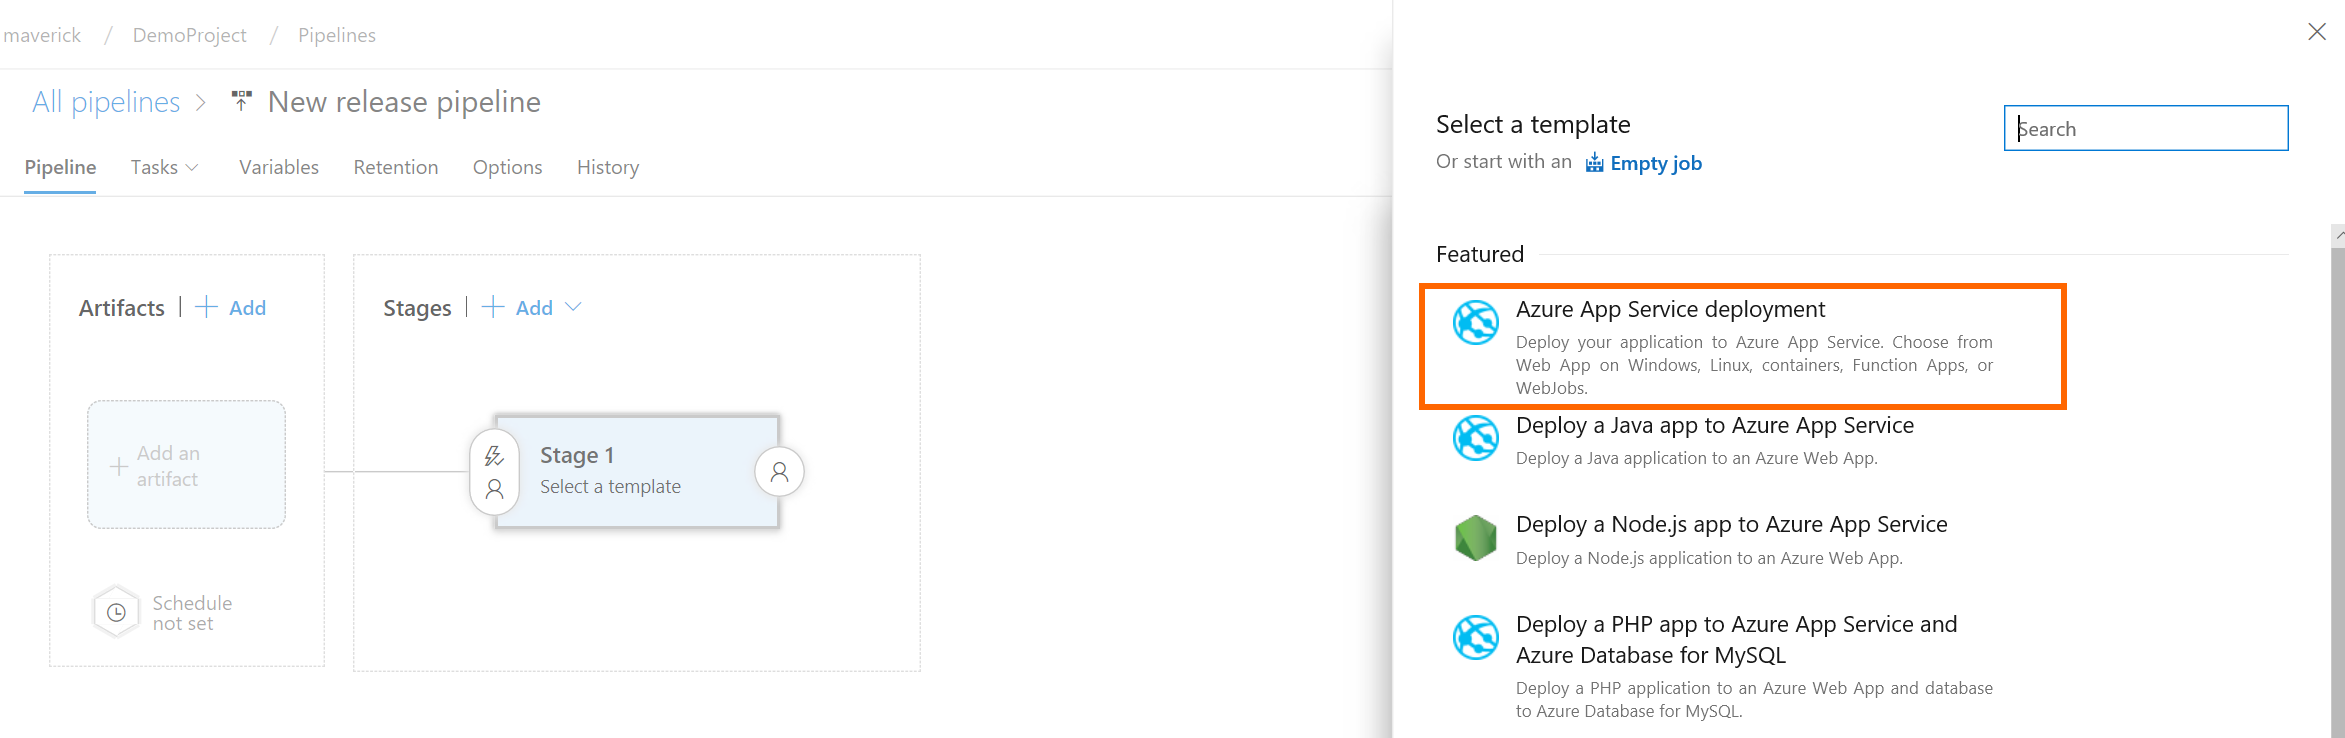 maverick / DemoProject / Pipelines
All pipelines > New release pipeline
Pipeline Tasks Variables Retention Options History
Artifacts | + Add
+ Add an
artifact
Schedule
not set
Stages | + Add
Stage 1
Select a template
Select a template
Search
Or start with an Empty job
Featured
Azure App Service deployment
Deploy your application to Azure App Service. Choose from
Web App on Windows, Linux, containers, Function Apps, or
WebJobs.
Deploy a Java app to Azure App Service
Deploy a Java application to an Azure Web App.
Deploy a Node.js app to Azure App Service
Deploy a Node.js application to an Azure Web App.
Deploy a PHP app to Azure App Service and
Azure Database for MySQL
Deploy a PHP application to an Azure Web App and database
to Azure Database for MySQL.